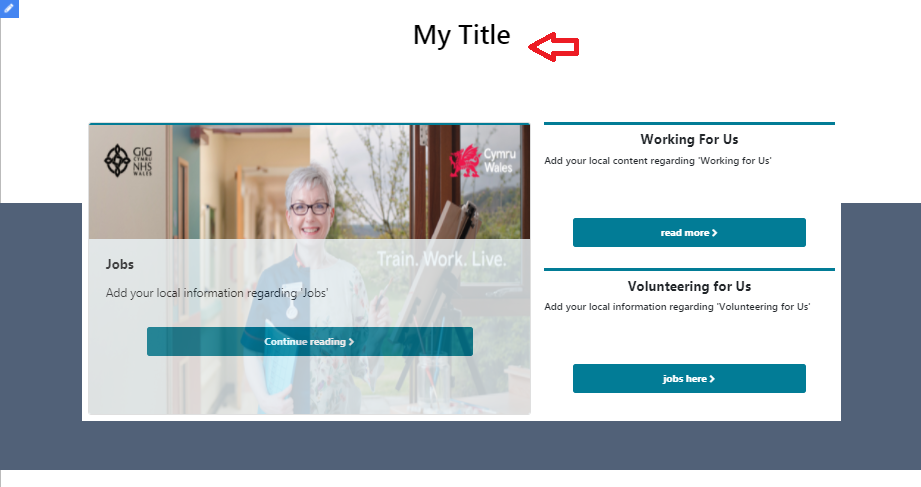 My Title
GIG
CYMRU
NHS
WALES
Cymru
Wales
Train. Work. Live.
Jobs
Add your local information regarding 'Jobs'
Continue reading
Working For Us
Add your local content regarding 'Working for Us'
read more
Volunteering for Us
Add your local information regarding 'Volunteering for Us'
jobs here